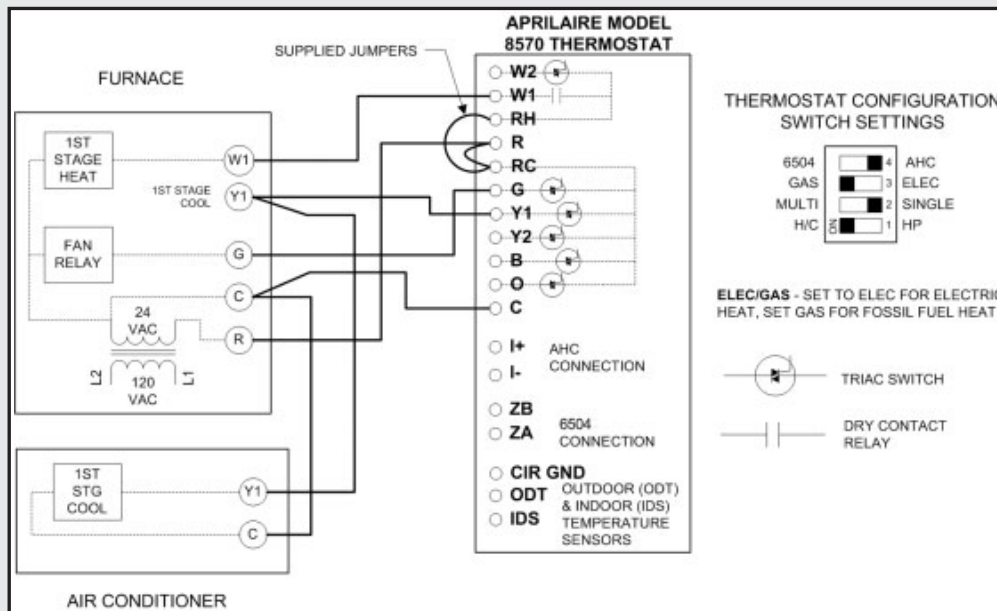 APRILAIRE MODEL
8570 THERMOSTAT
SUPPLIED JUMPERS
FURNACE
1ST
STAGE
HEAT
W1
1ST STAGE
COOL
Y1
FAN
RELAY
G
C
24
VAC
R
L2
120
VAC
L1
1ST
STG
COOL
Y1
C
AIR CONDITIONER
W2
W1
RH
R
RC
G
Y1
Y2
B
O
C
I+
I-
AHC
CONNECTION
ZB
ZA
6504
CONNECTION
CIR GND
ODT
IDS
OUTDOOR (ODT)
& INDOOR (IDS)
TEMPERATURE
SENSORS
THERMOSTAT CONFIGURATION
SWITCH SETTINGS
6504 4 AHC
GAS 3 ELEC
MULTI 2 SINGLE
H/C ON 1 HP
ELEC/GAS - SET TO ELEC FOR ELECTRIC
HEAT, SET GAS FOR FOSSIL FUEL HEAT
TRIAC SWITCH
DRY CONTACT
RELAY